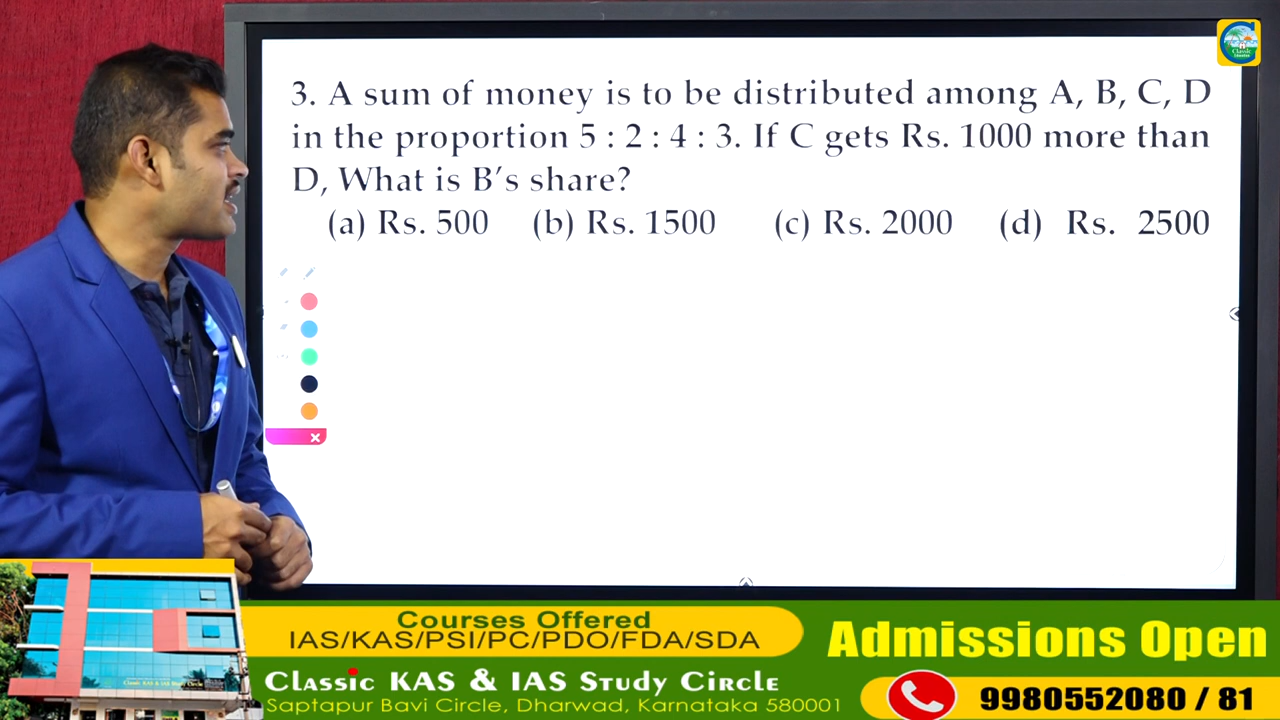 Classic
Education
3. A sum of money is to be distributed among A, B, C, D
in the proportion 5 : 2 : 4 : 3. If C gets Rs. 1000 more than
D, What is B’s share?
(a) Rs. 500 (b) Rs. 1500 (c) Rs. 2000 (d) Rs. 2500
Courses Offered
IAS/KAS/PSI/PC/PDO/FDA/SDA
Classic KAS & IAS Study Circle
Saptapur Bavi Circle, Dharwad, Karnataka 580001
Admissions Open
9980552080 / 81